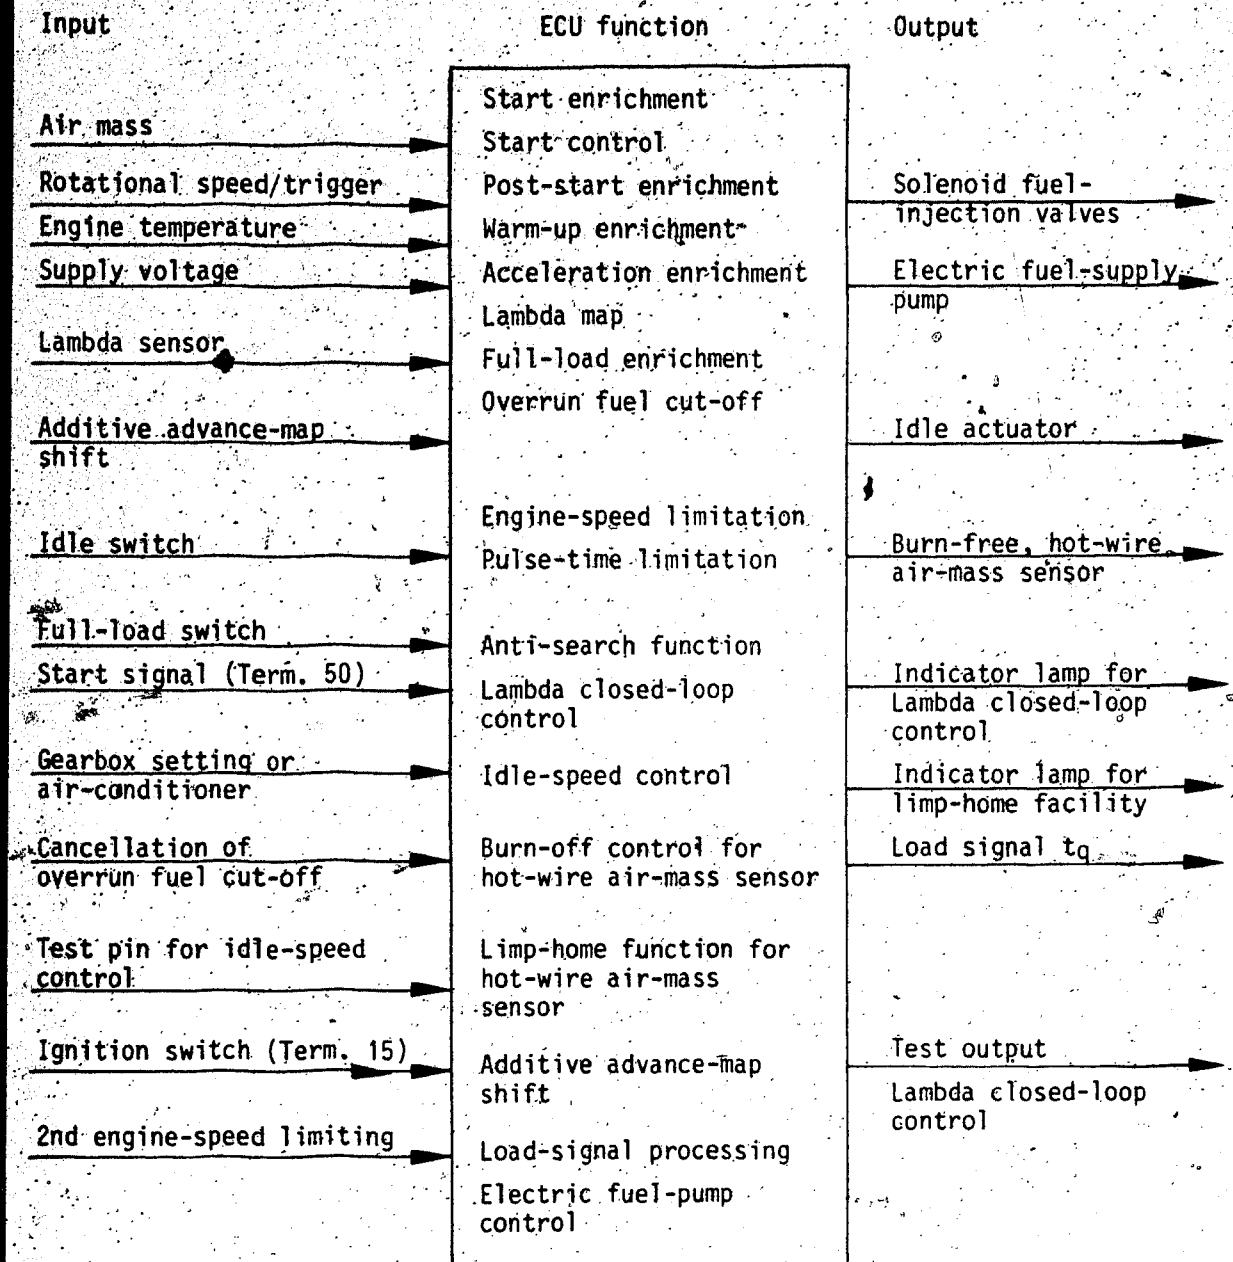 Input
ECU function
Output
Air mass
Rotational speed/trigger
Engine temperature
Supply voltage
Lambda sensor
Additive advance-map
shift
Idle switch
Full-load switch
Start signal (Term. 50)
Gearbox setting or
air-conditioner
Cancellation of
overrun fuel cut-off
Test pin for idle-speed
control
Ignition switch (Term. 15)
2nd engine-speed limiting
Start enrichment
Start control
Post-start enrichment
Warm-up enrichment
Acceleration enrichment
Lambda map
Full-load enrichment
Overrun fuel cut-off
Engine-speed limitation
Pulse-time limitation
Anti-search function
Lambda closed-loop
control
Idle-speed control
Burn-off control for
hot-wire air-mass sensor
Limp-home function for
hot-wire air-mass
sensor
Additive advance-map
shift
Load-signal processing
Electric fuel-pump
control
Solenoid fuel-
injection valves
Electric fuel-supply
pump
Idle actuator
Burn-free, hot-wire
air-mass sensor
Indicator lamp for
Lambda closed-loop
control
Indicator lamp for
limp-home facility
Load signal tq
Test output
Lambda closed-loop
control